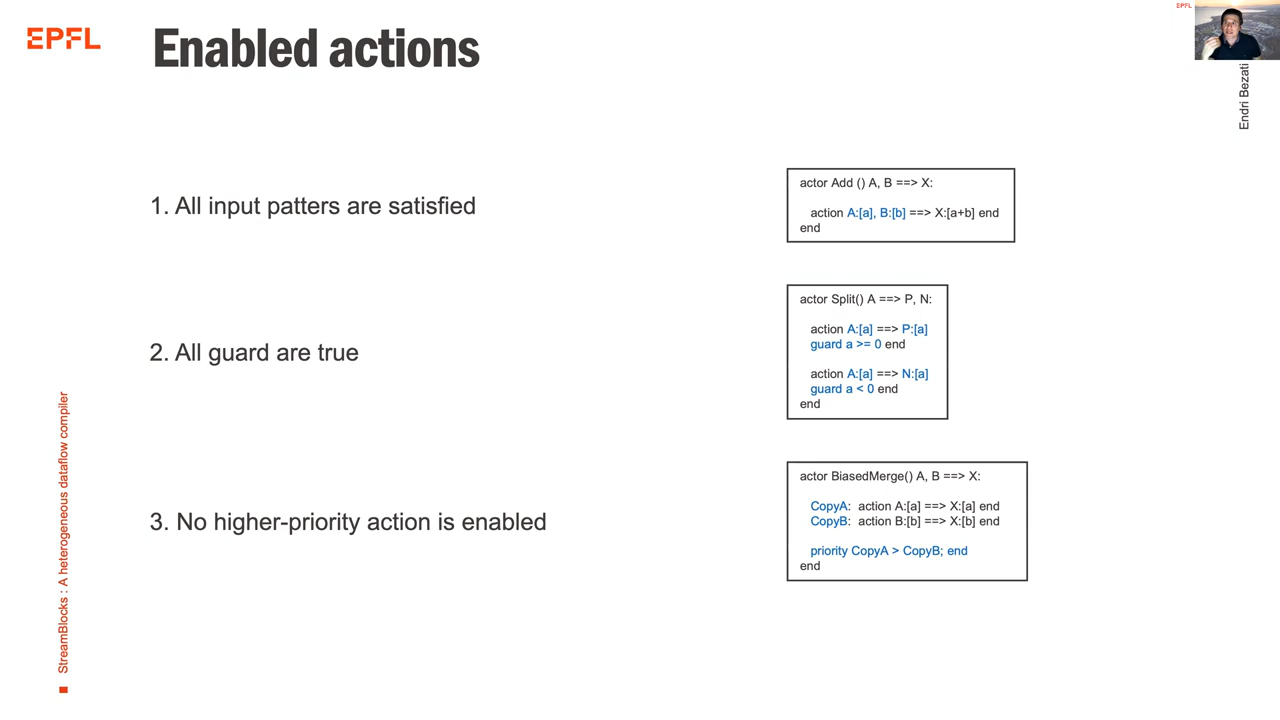 EPFL
Enabled actions
EPFL
Endri Bezati
1. All input patters are satisfied
actor Add () A, B ==> X:
action A:[a], B:[b] ==> X:[a+b] end
end
2. All guard are true
actor Split() A ==> P, N:
action A:[a] ==> P:[a]
guard a >= 0 end
action A:[a] ==> N:[a]
guard a < 0 end
end
3. No higher-priority action is enabled
actor BiasedMerge() A, B ==> X:
CopyA: action A:[a] ==> X:[a] end
CopyB: action B:[b] ==> X:[b] end
priority CopyA > CopyB; end
end
StreamBlocks : A heterogeneous dataflow compiler